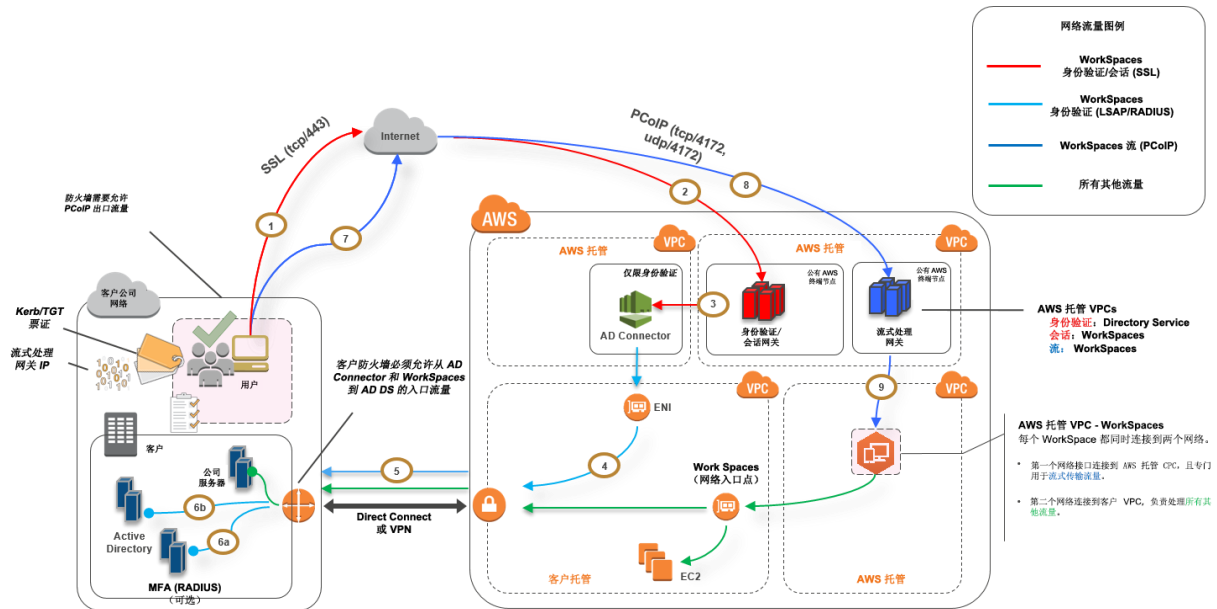 网络流量图例
WorkSpaces
身份验证/会话 (SSL)
WorkSpaces
身份验证 (LSAP/RADIUS)
WorkSpaces 流 (PCoIP)
所有其他流量
SSL (tcp/443)
Internet
PCoIP (tcp/4172,
udp/4172)
1
7
2
8
防火墙需要允许
PCoIP 出口流量
客户公司
网络
Kerb/TGT
票证
流式处理
网关 IP
用户
客户
公司
服务器
6b
6a
Active
Directory
MFA (RADIUS)
(可选)
客户防火墙必须允许从 AD
Connector 和 WorkSpaces
到 AD DS 的入口流量
5
Direct Connect
或 VPN
AWS
VPC
AWS 托管
仅限身份验证
AD Connector
3
VPC
AWS 托管
公有 AWS
终端节点
身份验证/
会话网关
公有 AWS
终端节点
流式处理
网关
VPC
ENI
4
Work Spaces
(网络入口点)
EC2
客户托管
VPC
9
AWS 托管
AWS 托管 VPCs
身份验证: Directory Service
会话: WorkSpaces
流: WorkSpaces
AWS 托管 VPC - WorkSpaces
每个 WorkSpace 都同时连接到两个网络。
• 第一个网络接口连接到 AWS 托管 CPC, 且专门
用于流式传输流量。
• 第二个网络连接到客户 VPC, 负责处理所有其
他流量。